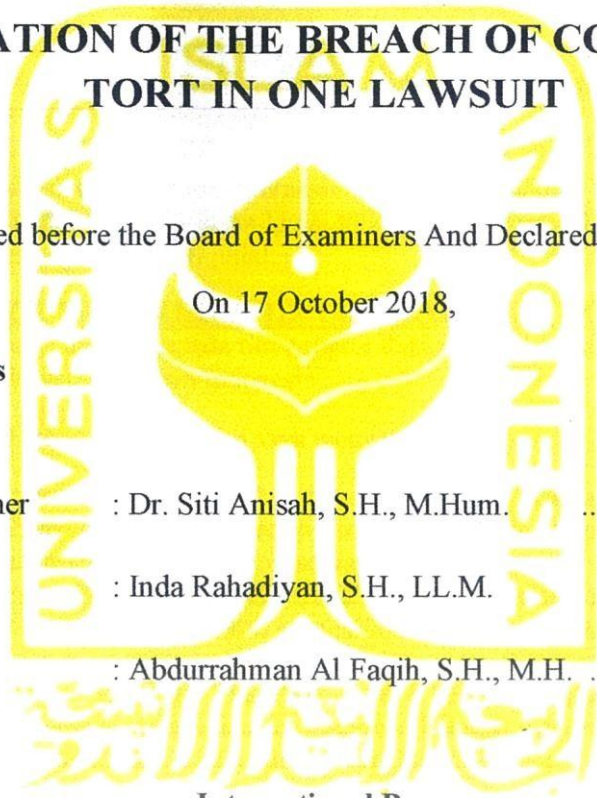 ATION OF THE BREACH OF CO
TORT IN ONE LAWSUIT
ISLAM
UNIVERSITAS
INDONESIA
ed before the Board of Examiners And Declared
On 17 October 2018,
s
ner : Dr. Siti Anisah, S.H., M.Hum. ..
: Inda Rahadiyan, S.H., LL.M.
: Abdurrahman Al Faqih, S.H., M.H. .